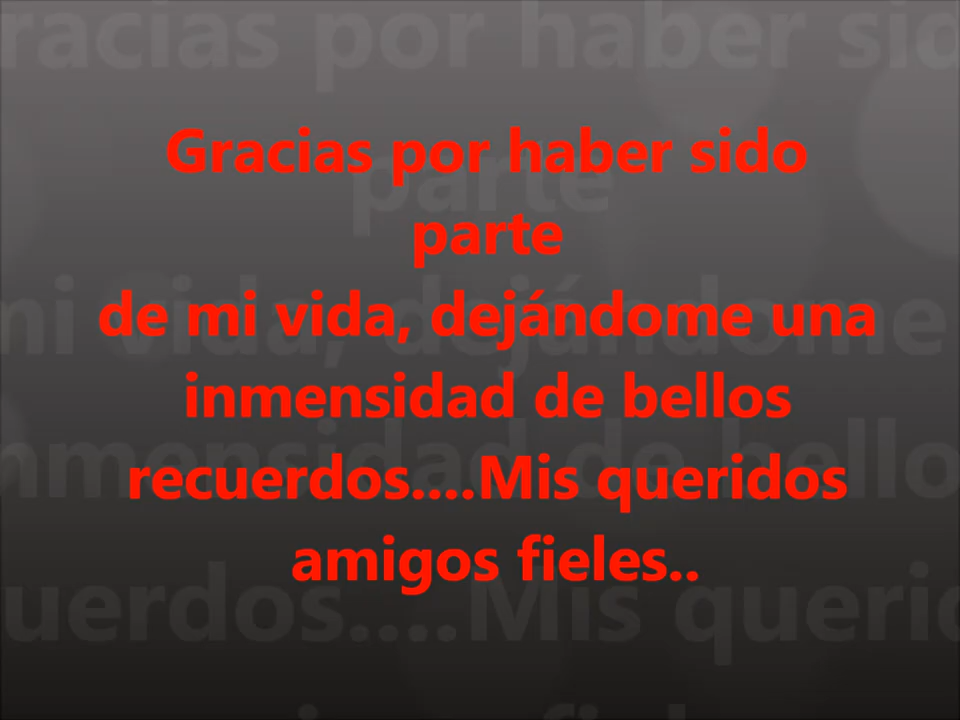 Gracias por haber sido
parte
de mi vida, dejándome una
inmensidad de bellos
recuerdos....Mis queridos
amigos fieles..